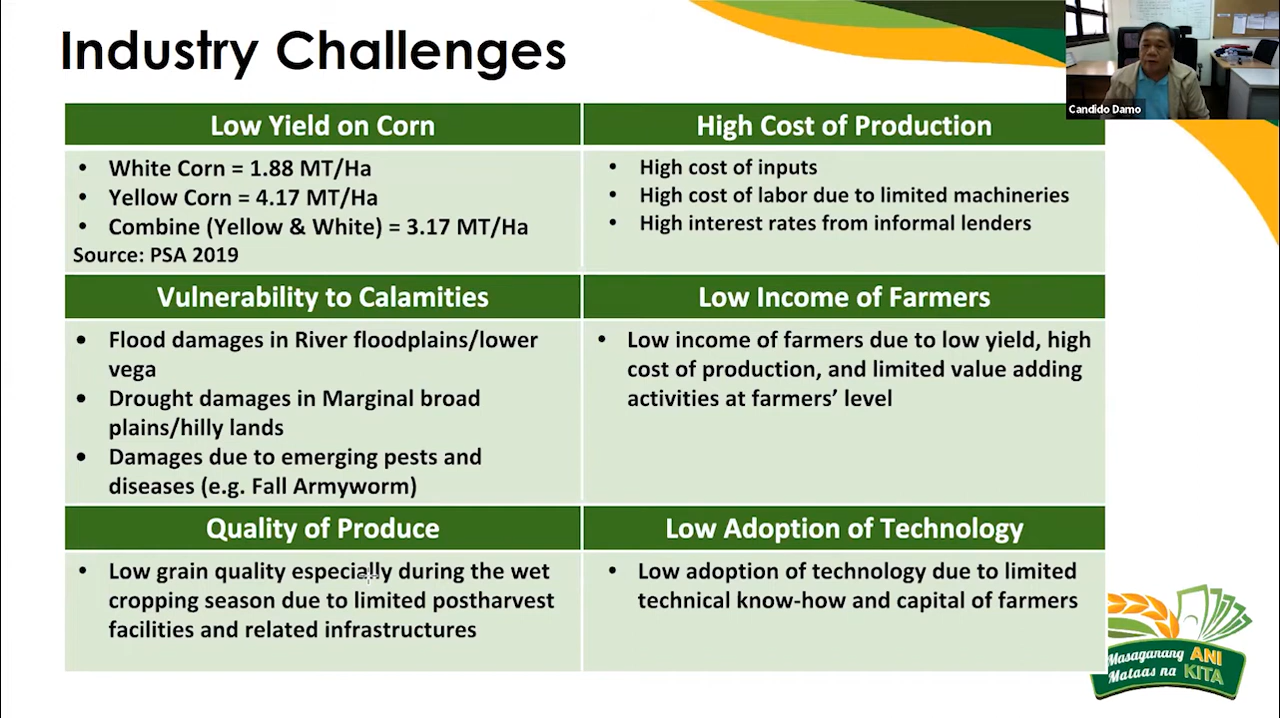 Industry Challenges
Candido Damo
Low Yield on Corn
• White Corn = 1.88 MT/Ha
• Yellow Corn = 4.17 MT/Ha
• Combine (Yellow & White) = 3.17 MT/Ha
Source: PSA 2019
High Cost of Production
• High cost of inputs
• High cost of labor due to limited machineries
• High interest rates from informal lenders
Vulnerability to Calamities
• Flood damages in River floodplains/lower
vega
• Drought damages in Marginal broad
plains/hilly lands
• Damages due to emerging pests and
diseases (e.g. Fall Armyworm)
Low Income of Farmers
• Low income of farmers due to low yield, high
cost of production, and limited value adding
activities at farmers’ level
Quality of Produce
• Low grain quality especially during the wet
cropping season due to limited postharvest
facilities and related infrastructures
Low Adoption of Technology
• Low adoption of technology due to limited
technical know-how and capital of farmers
Masaganang ANI
Mataas na KITA